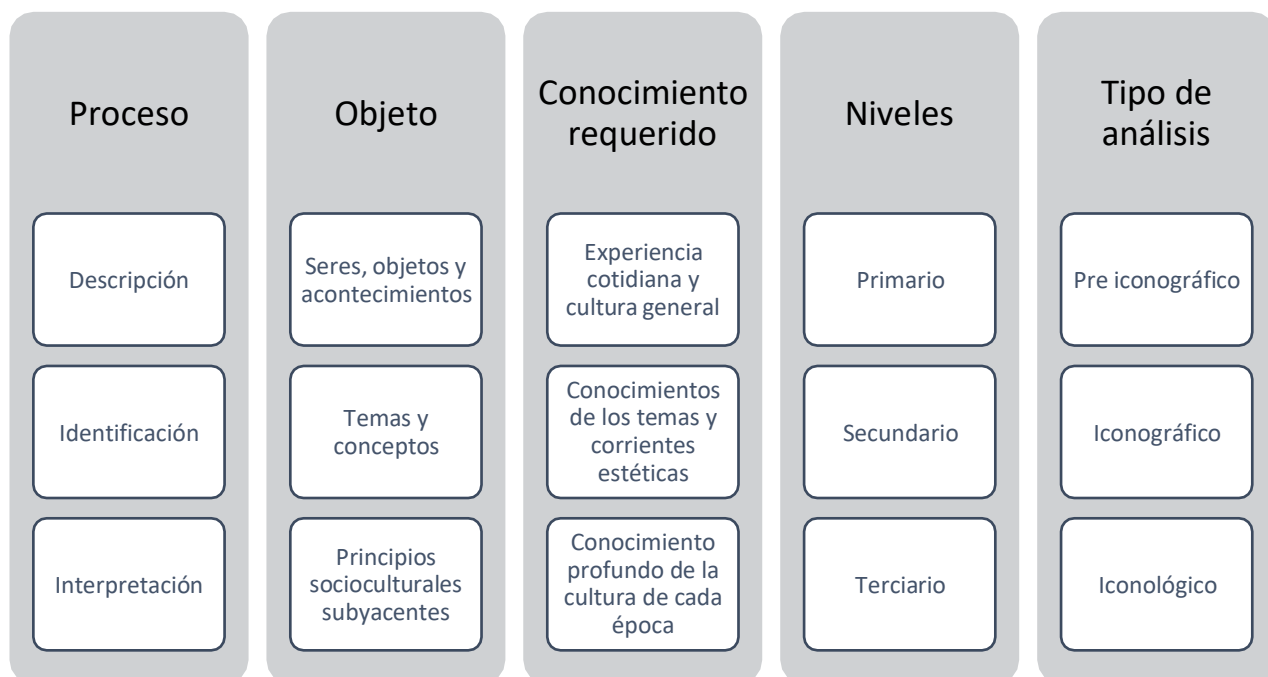 Proceso
Descripción
Identificación
Interpretación
Objeto
Seres, objetos y
acontecimientos
Temas y
conceptos
Principios
socioculturales
subyacentes
Conocimiento
requerido
Experiencia
cotidiana y
cultura general
Conocimientos
de los temas y
corrientes
estéticas
Conocimiento
profundo de la
cultura de cada
época
Niveles
Primario
Secundario
Terciario
Tipo de
análisis
Pre iconográfico
Iconográfico
Iconológico